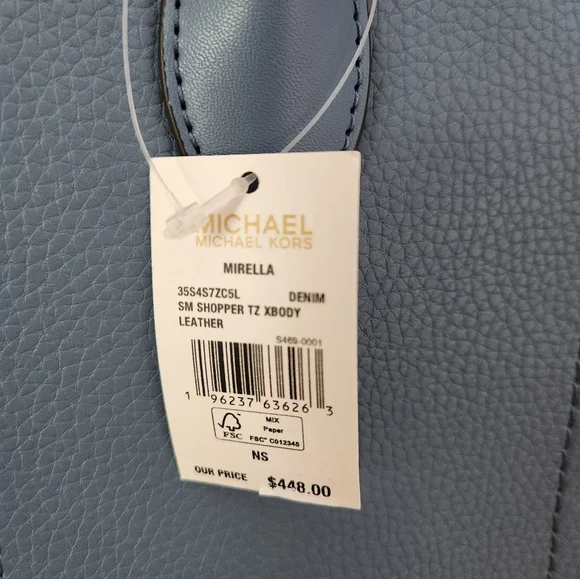 MICHAEL
MICHAEL KORS
MIRELLA
35S4S7ZC5L DENIM
SM SHOPPER TZ XBODY
LEATHER
S469-0001
1 96237 63626 3
FSC
MIX
Paper
FSC® C012345
NS
OUR PRICE $448.00